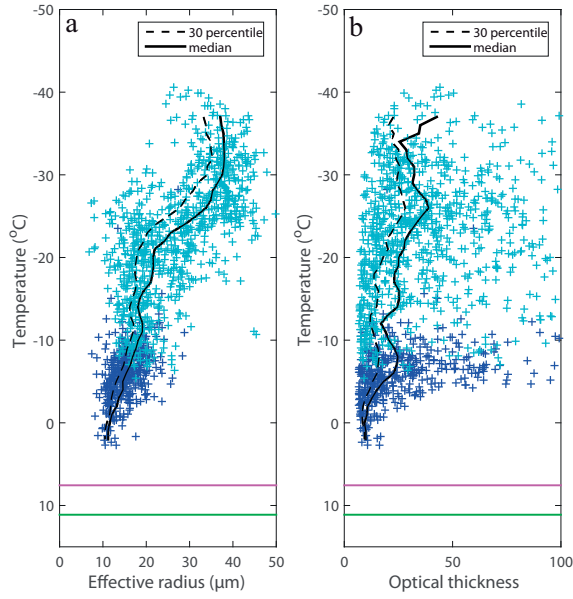 a
30 percentile
median
-50
-40
-30
-20
-10
0
10
Temperature (°C)
0 10 20 30 40 50
Effective radius (μm)
b
30 percentile
median
-50
-40
-30
-20
-10
0
10
Temperature (°C)
0 50 100
Optical thickness